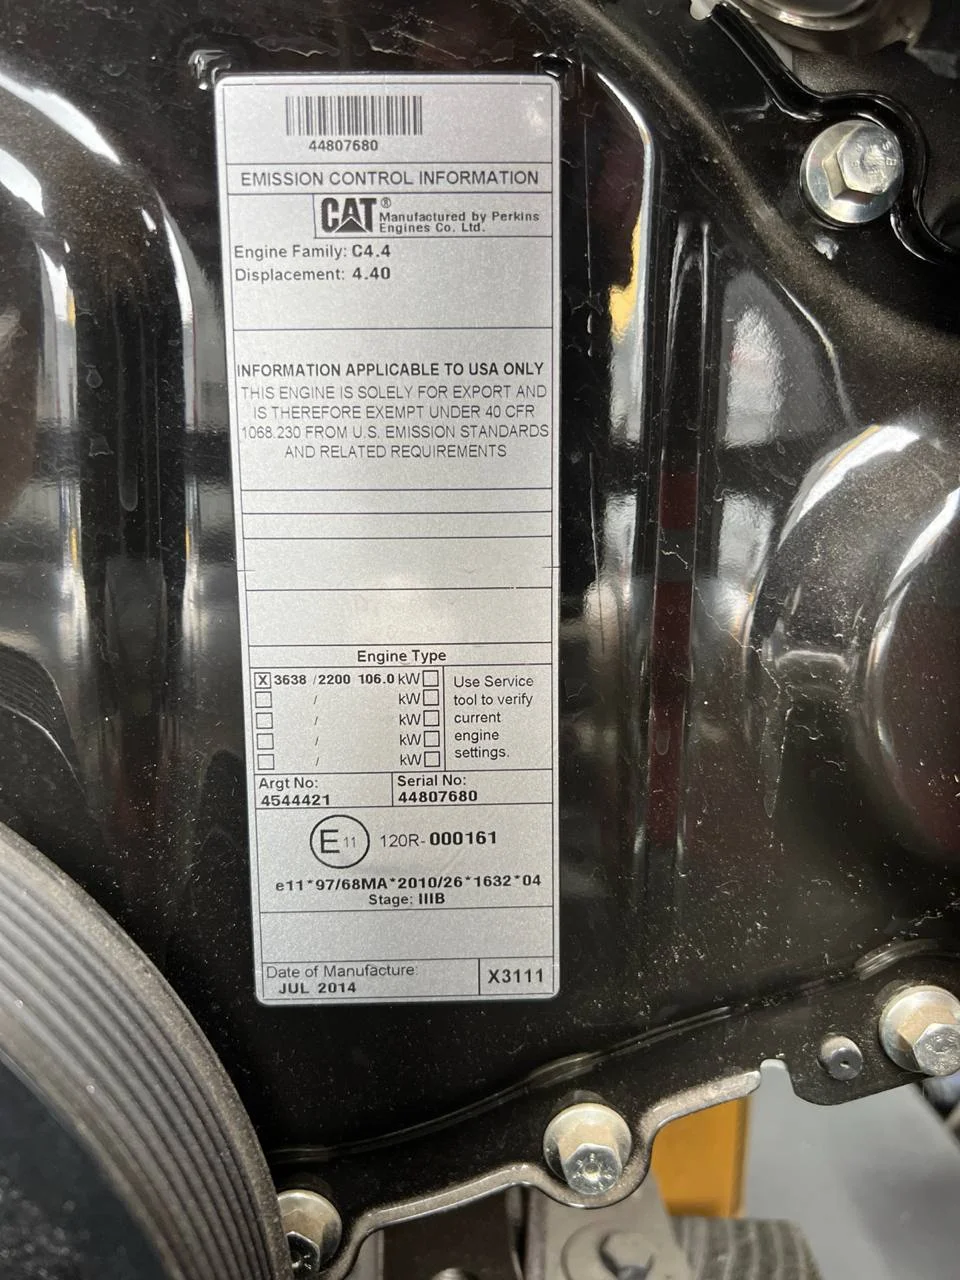 44807680
EMISSION CONTROL INFORMATION
CAT® Manufactured by Perkins
Engines Co. Ltd.
Engine Family: C4.4
Displacement: 4.40
INFORMATION APPLICABLE TO USA ONLY
THIS ENGINE IS SOLELY FOR EXPORT AND
IS THEREFORE EXEMPT UNDER 40 CFR
1068.230 FROM U.S. EMISSION STANDARDS
AND RELATED REQUIREMENTS
Engine Type
X 3638 /2200 106.0 kW
/ kW
/ kW
/ kW
/ kW
Use Service
tool to verify
current
engine
settings.
Argt No:
4544421
Serial No:
44807680
E11 120R-000161
e11*97/68MA*2010/26*1632*04
Stage: IIIB
Date of Manufacture:
JUL 2014
X3111